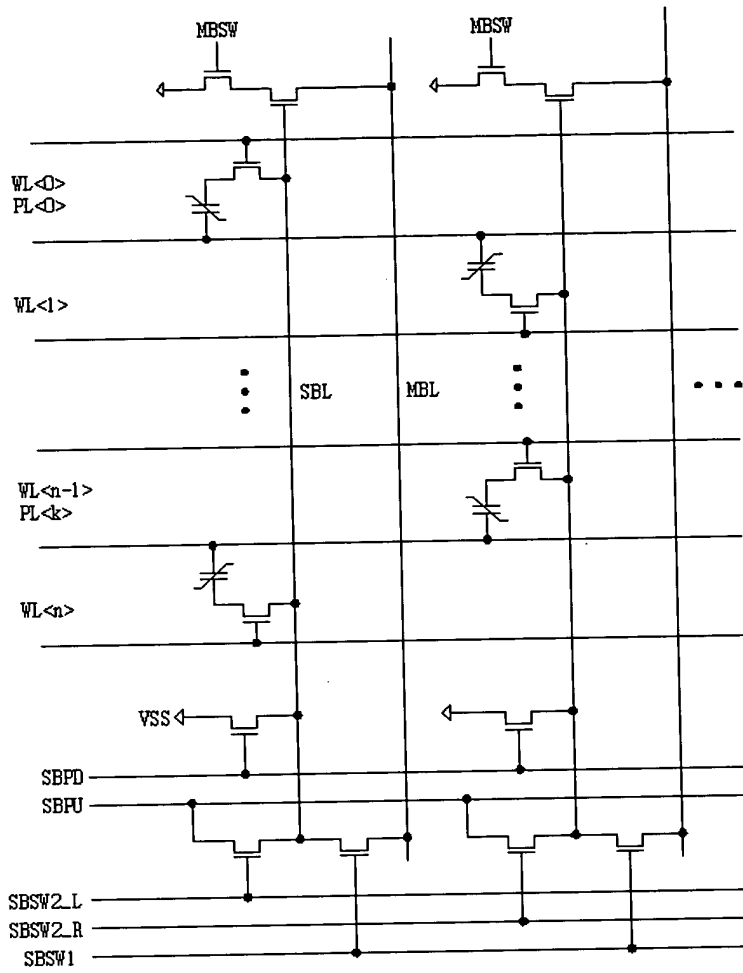 MBSW MBSW
WL<0>
PL<0>
WL<1>
SBL MBL
WL<n-1>
PL<k>
WL<n>
VSS
SBPD
SBPU
SBSW2_L
SBSW2_R
SBSW1